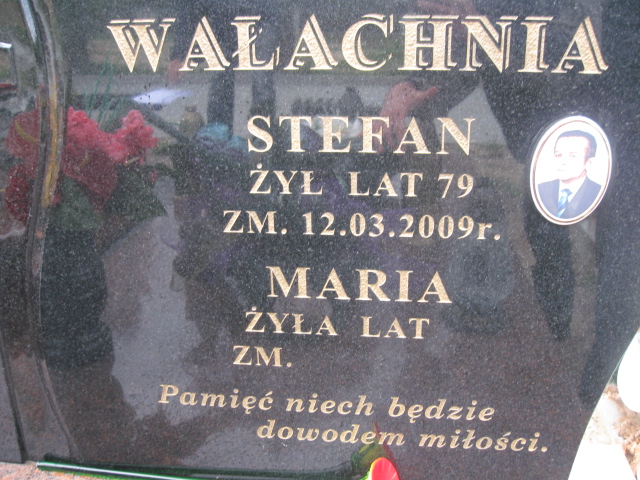 WAŁACHNIA
STEFAN
ŻYŁ LAT 79
ZM. 12.03.2009r.
MARIA
ŻYŁA LAT
ZM.
Pamięć niech będzie
dowodem miłości.